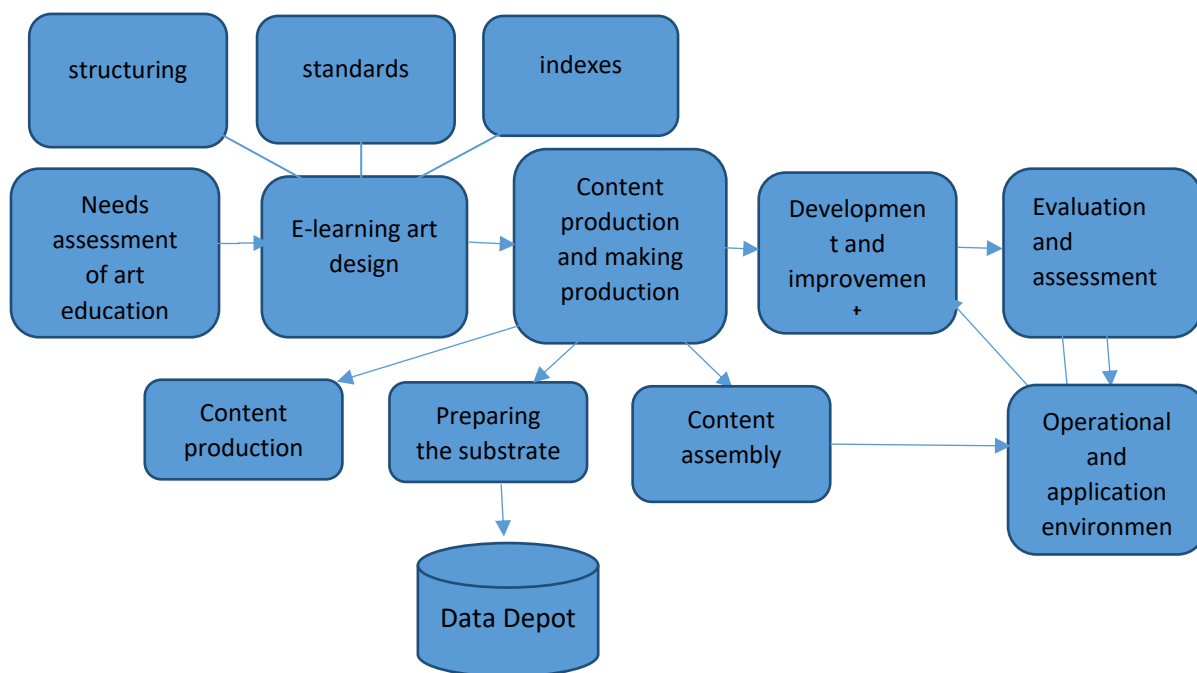 structuring
standards
indexes
Needs
assessment
of art
education
E-learning art
design
Content
production
and making
production
Developmen
t and
improvemen
t
Evaluation
and
assessment
Content
production
Preparing
the substrate
Content
assembly
Operational
and
application
environmen
Data Depot